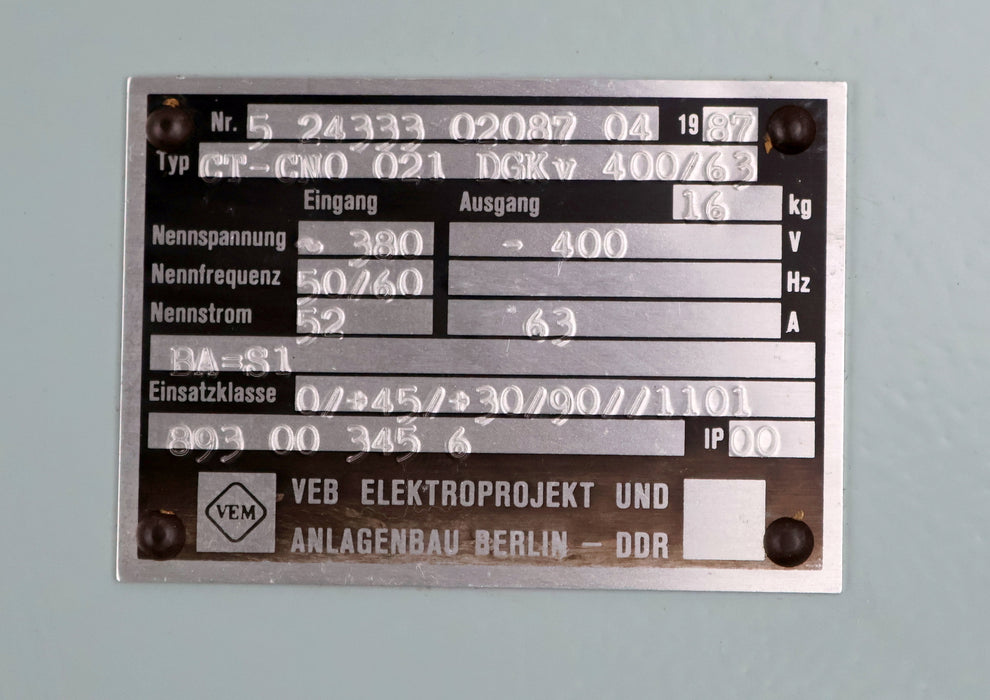 Nr. 5 24333 02087 04 1987
Typ CT-CNO 021 DGKv 400/63
Eingang Ausgang 16 kg
Nennspannung ~ 380 - 400 V
Nennfrequenz 50/60 Hz
Nennstrom 52 63 A
BA=S1
Einsatzklasse 0/+45/+30/90//1101
893 00 345 6 IP 00
VEM
VEB ELEKTROPROJEKT UND
ANLAGENBAU BERLIN – DDR